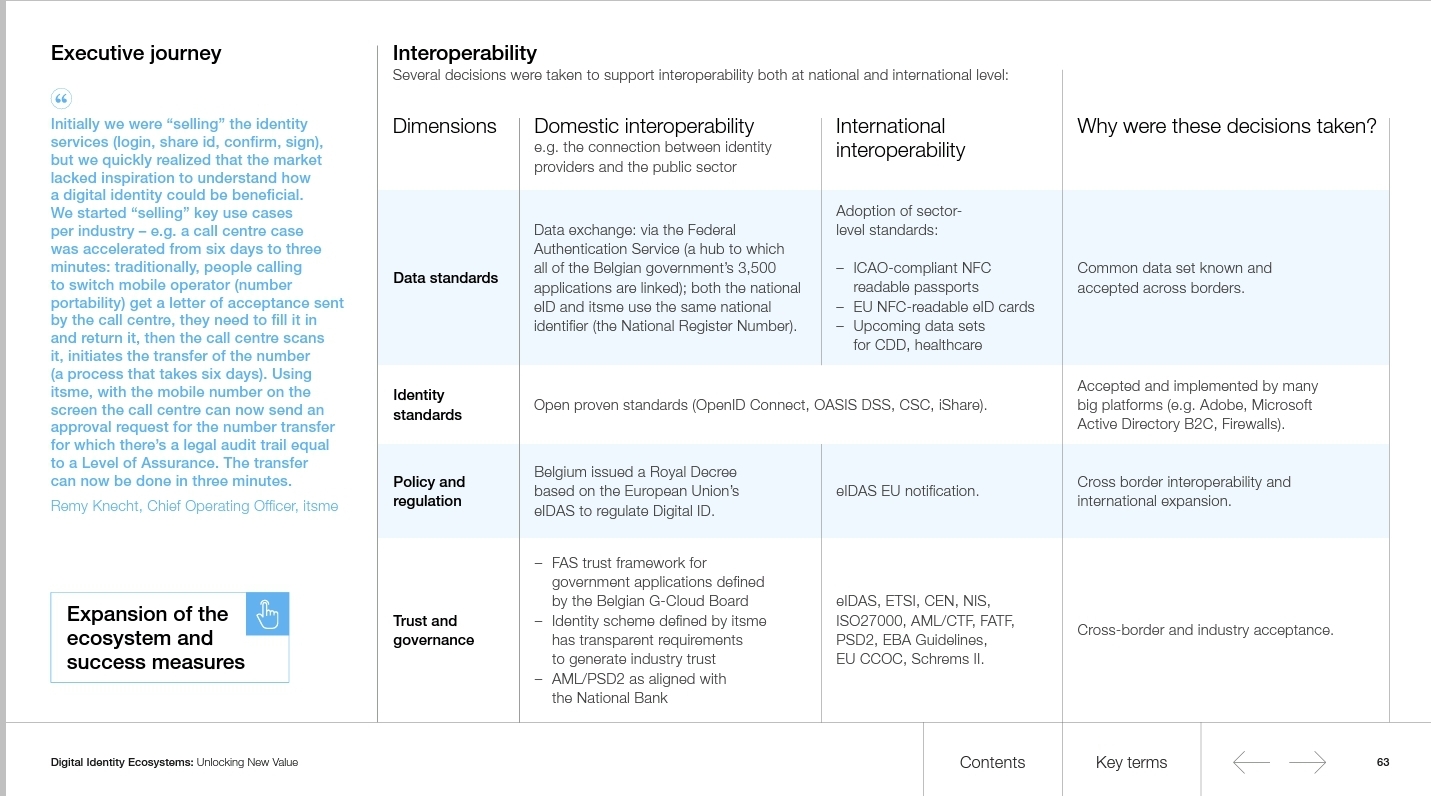 Executive journey
“
Initially we were “selling” the identity
services (login, share id, confirm, sign),
but we quickly realized that the market
lacked inspiration to understand how
a digital identity could be beneficial.
We started “selling” key use cases
per industry – e.g. a call centre case
was accelerated from six days to three
minutes: traditionally, people calling
to switch mobile operator (number
portability) get a letter of acceptance sent
by the call centre, they need to fill it in
and return it, then the call centre scans
it, initiates the transfer of the number
(a process that takes six days). Using
itsme, with the mobile number on the
screen the call centre can now send an
approval request for the number transfer
for which there’s a legal audit trail equal
to a Level of Assurance. The transfer
can now be done in three minutes.
Remy Knecht, Chief Operating Officer, itsme
Expansion of the
ecosystem and
success measures
Interoperability
Several decisions were taken to support interoperability both at national and international level:
Dimensions
Domestic interoperability
e.g. the connection between identity
providers and the public sector
International
interoperability
Why were these decisions taken?
Data standards
Data exchange: via the Federal
Authentication Service (a hub to which
all of the Belgian government’s 3,500
applications are linked); both the national
eID and itsme use the same national
identifier (the National Register Number).
Adoption of sector-
level standards:
– ICAO-compliant NFC
readable passports
– EU NFC-readable eID cards
– Upcoming data sets
for CDD, healthcare
Common data set known and
accepted across borders.
Identity
standards
Open proven standards (OpenID Connect, OASIS DSS, CSC, iShare).
Accepted and implemented by many
big platforms (e.g. Adobe, Microsoft
Active Directory B2C, Firewalls).
Policy and
regulation
Belgium issued a Royal Decree
based on the European Union’s
eIDAS to regulate Digital ID.
eIDAS EU notification.
Cross border interoperability and
international expansion.
Trust and
governance
– FAS trust framework for
government applications defined
by the Belgian G-Cloud Board
– Identity scheme defined by itsme
has transparent requirements
to generate industry trust
– AML/PSD2 as aligned with
the National Bank
eIDAS, ETSI, CEN, NIS,
ISO27000, AML/CTF, FATF,
PSD2, EBA Guidelines,
EU CCOC, Schrems II.
Cross-border and industry acceptance.
Digital Identity Ecosystems: Unlocking New Value
Contents
Key terms
63